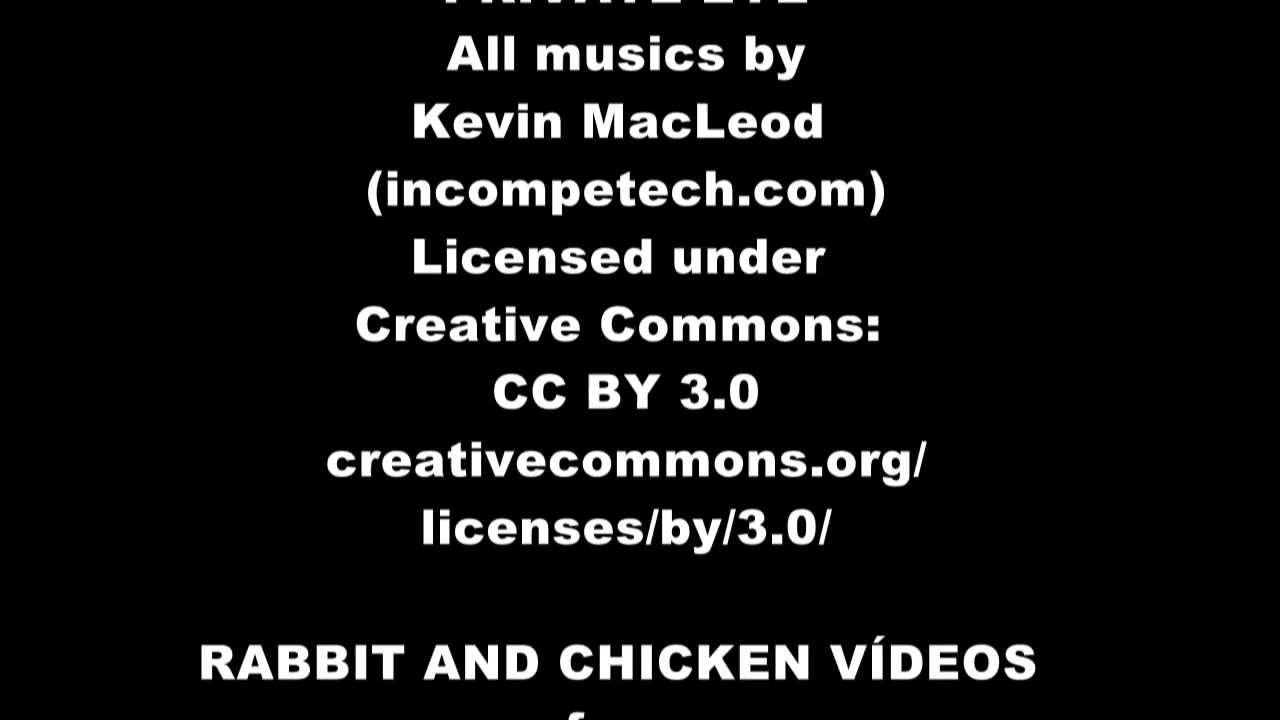 All musics by
Kevin MacLeod
(incompetech.com)
Licensed under
Creative Commons:
CC BY 3.0
creativecommons.org/
licenses/by/3.0/
RABBIT AND CHICKEN VÍDEOS